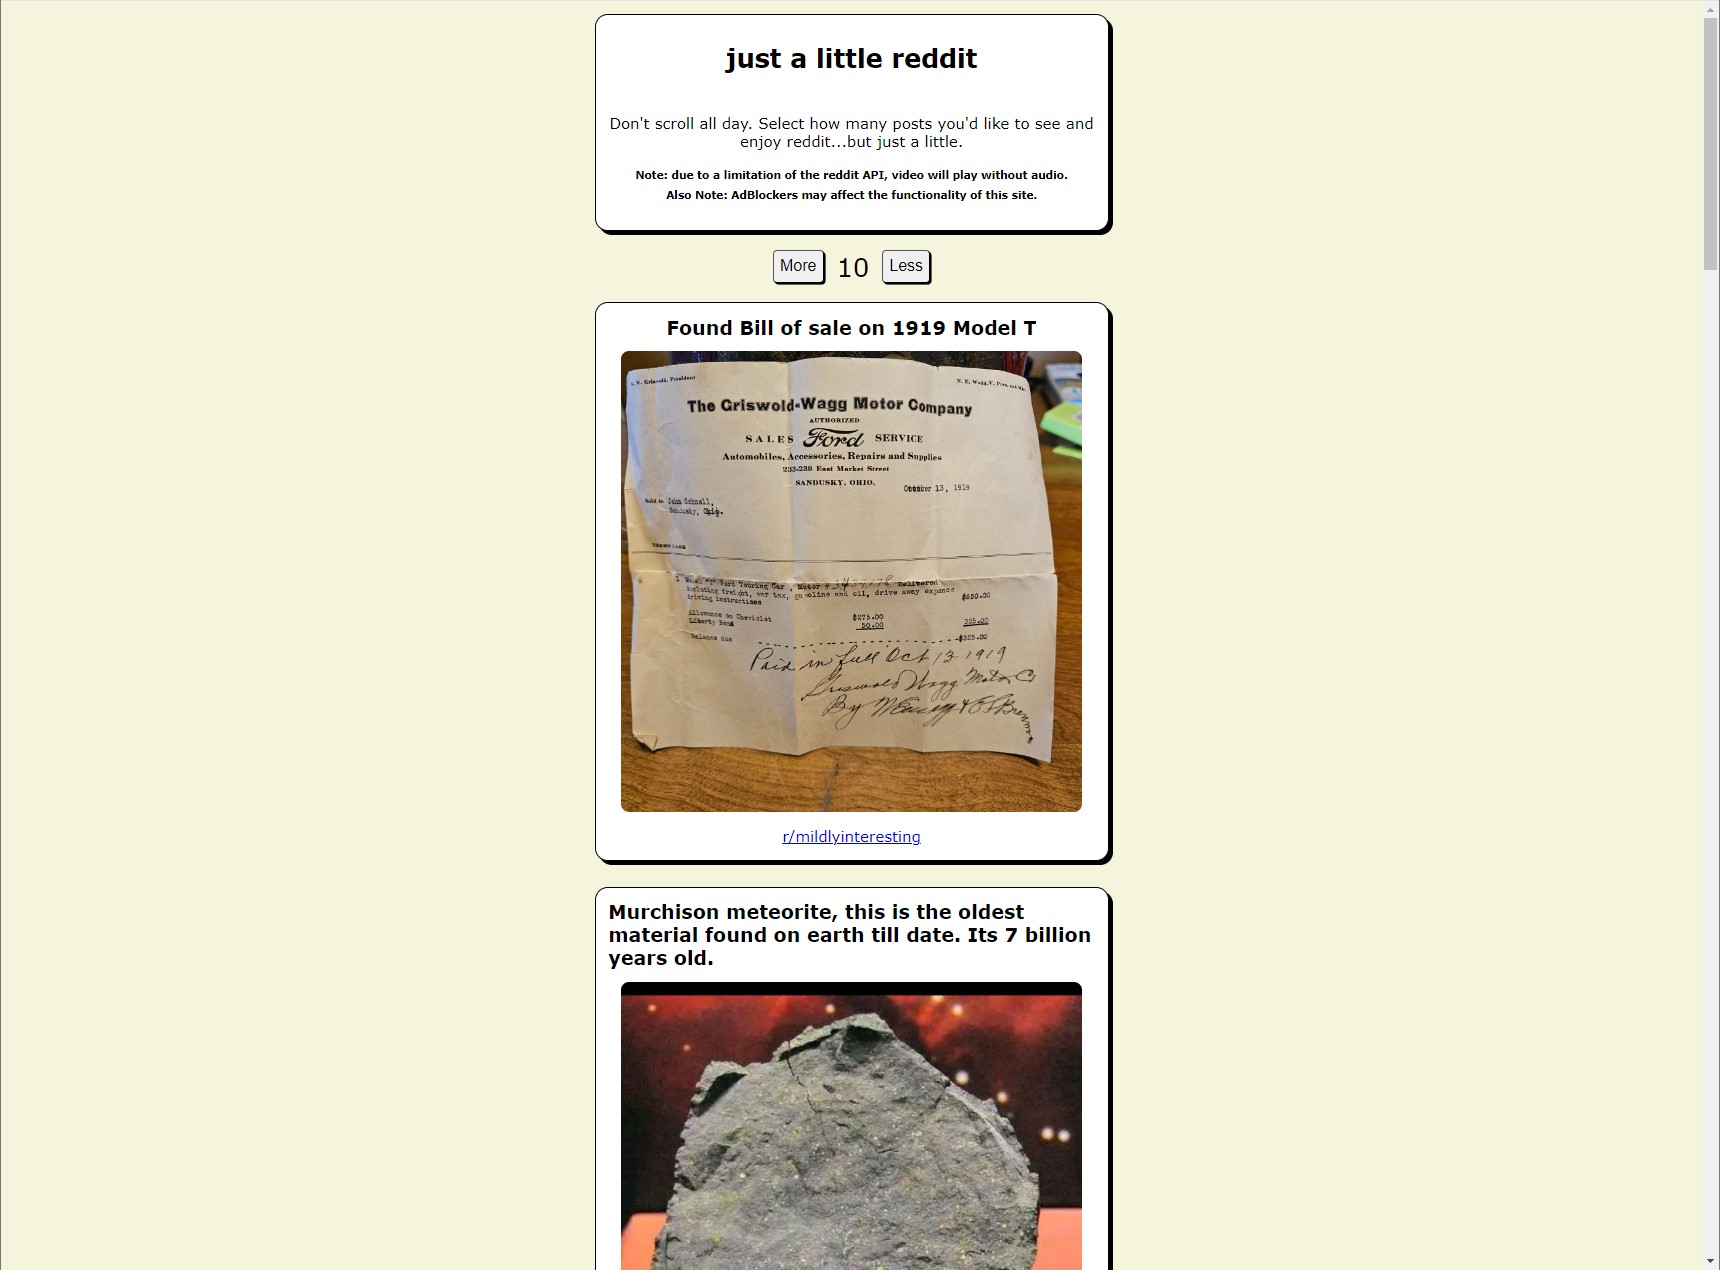 just a little reddit
Don't scroll all day. Select how many posts you'd like to see and
enjoy reddit...but just a little.
Note: due to a limitation of the reddit API, video will play without audio.
Also Note: AdBlockers may affect the functionality of this site.
More 10 Less
Found Bill of sale on 1919 Model T
Griswold, President
N. E. Wagg, V.
The Griswold-Wagg Motor Company
AUTHORIZED
SALES Ford SERVICE
Automobiles, Accessories, Repairs and Supplies
233-239 East Market Street
SANDUSKY, OHIO.
October 13, 1919
Sold to John Schnell,
Sandusky, Ohio.
TERMS CASH
1 Model "T" Ford Touring Car, Motor # Delivered
including freight, war tax, gasoline and oil, drive away expense
driving instructions $650.00
Allowance on Chevrolet $275.00
Liberty Bond 50.00 325.00
Balance due $325.00
Paid in full Oct 13 1919
Griswold Wagg Motor Co
By
r/mildlyinteresting
Murchison meteorite, this is the oldest
material found on earth till date. Its 7 billion
years old.